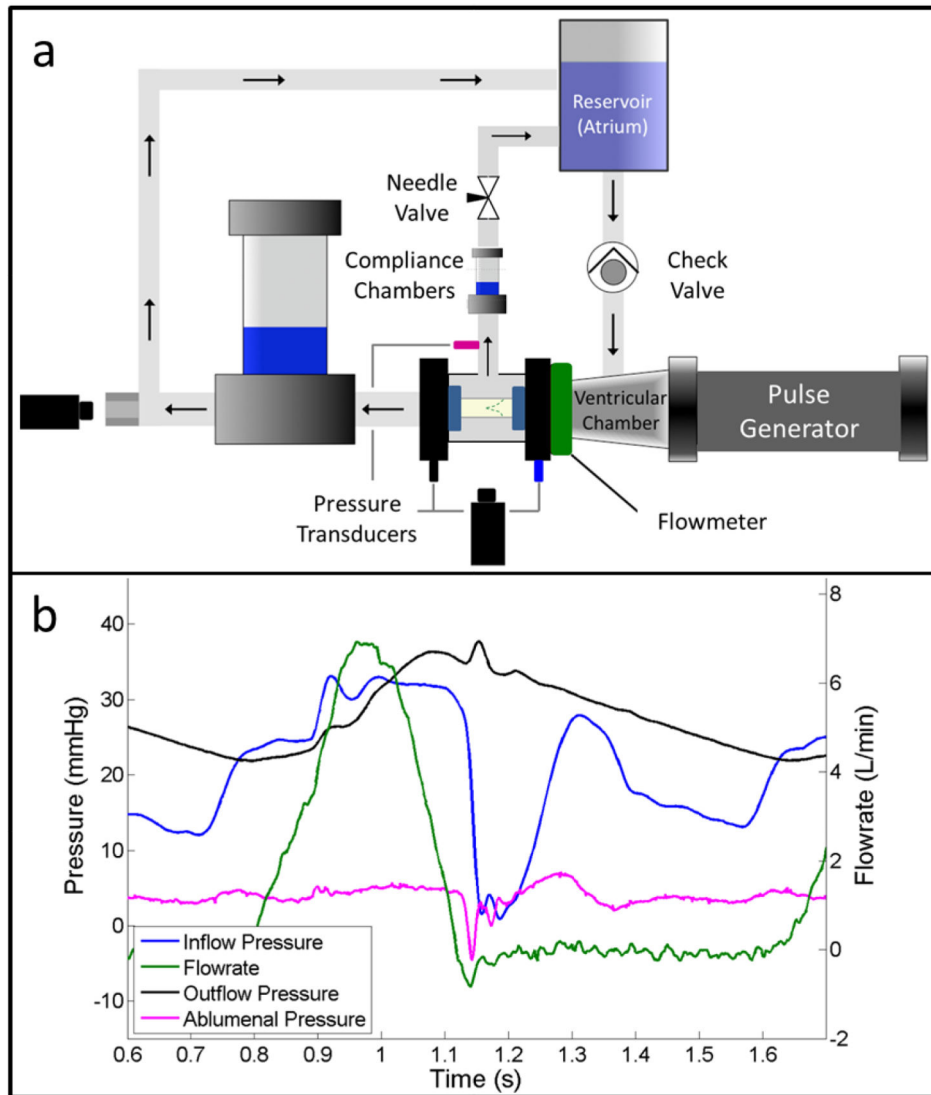 a
Reservoir
(Atrium)
Needle
Valve
Compliance
Chambers
Check
Valve
Ventricular
Chamber
Pulse
Generator
Pressure
Transducers
Flowmeter
b
Pressure (mmHg)
40
30
20
10
0
-10
Flowrate (L/min)
8
6
4
2
0
-2
Inflow Pressure
Flowrate
Outflow Pressure
Ablumenal Pressure
0.6 0.7 0.8 0.9 1 1.1 1.2 1.3 1.4 1.5 1.6
Time (s)